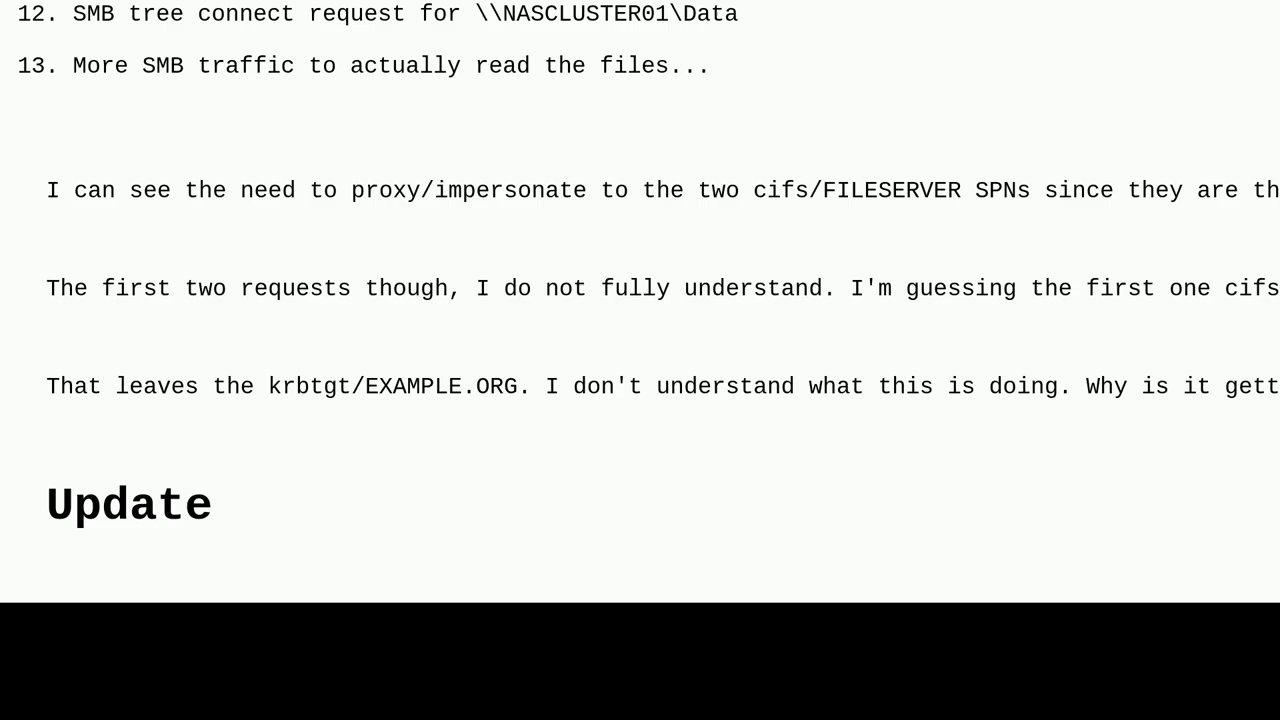 12. SMB tree connect request for \\NASCLUSTER01\Data
13. More SMB traffic to actually read the files...
I can see the need to proxy/impersonate to the two cifs/FILESERVER SPNs since they are th
The first two requests though, I do not fully understand. I'm guessing the first one cifs
That leaves the krbtgt/EXAMPLE.ORG. I don't understand what this is doing. Why is it gett
Update